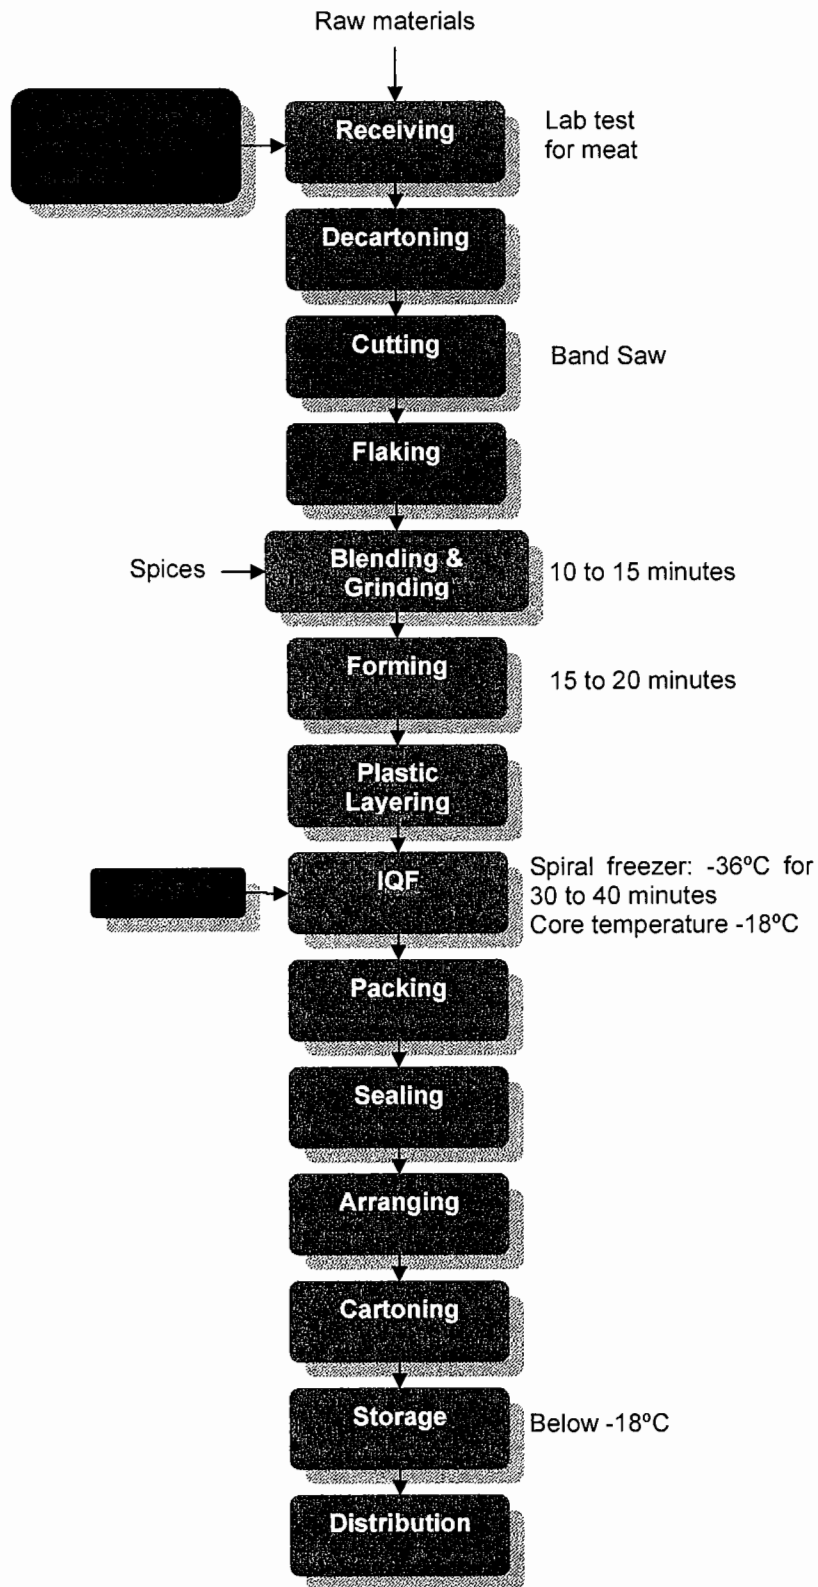 Raw materials
Receiving
Lab test
for meat
Decartoning
Cutting
Band Saw
Flaking
Spices
Blending &
Grinding
10 to 15 minutes
Forming
15 to 20 minutes
Plastic
Layering
IQF
Spiral freezer: -36ºC for
30 to 40 minutes
Core temperature -18ºC
Packing
Sealing
Arranging
Cartoning
Storage
Below -18ºC
Distribution